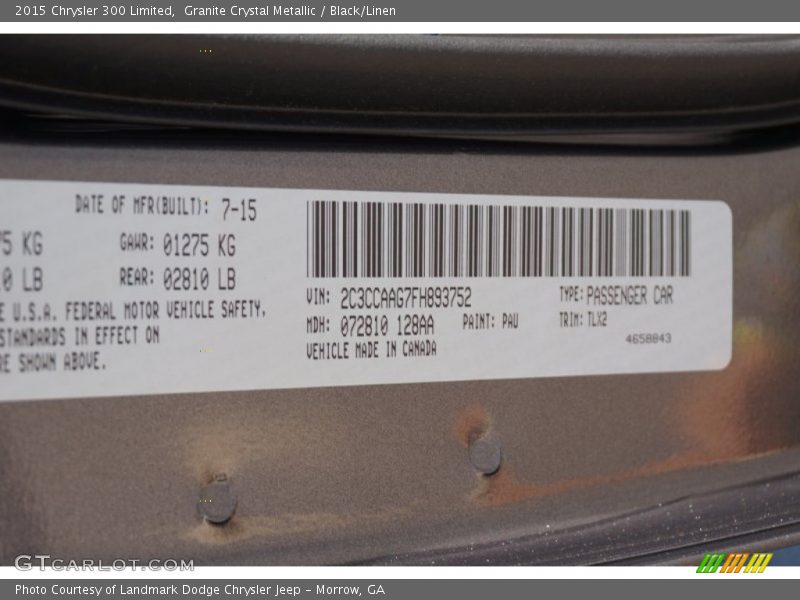 2015 Chrysler 300 Limited, Granite Crystal Metallic / Black/Linen
DATE OF MFR(BUILT): 7-15
KG GAWR: 01275 KG
LB REAR: 02810 LB
U.S.A. FEDERAL MOTOR VEHICLE SAFETY.
STANDARDS IN EFFECT ON
SHOWN ABOVE.
VIN: 2C3CCAAG7FH893752 TYPE: PASSENGER CAR
MDH: 072810 128AA PAINT: PAU TRIM: TLX2
VEHICLE MADE IN CANADA
4658843
GTCARLOT.COM
Photo Courtesy of Landmark Dodge Chrysler Jeep – Morrow, GA